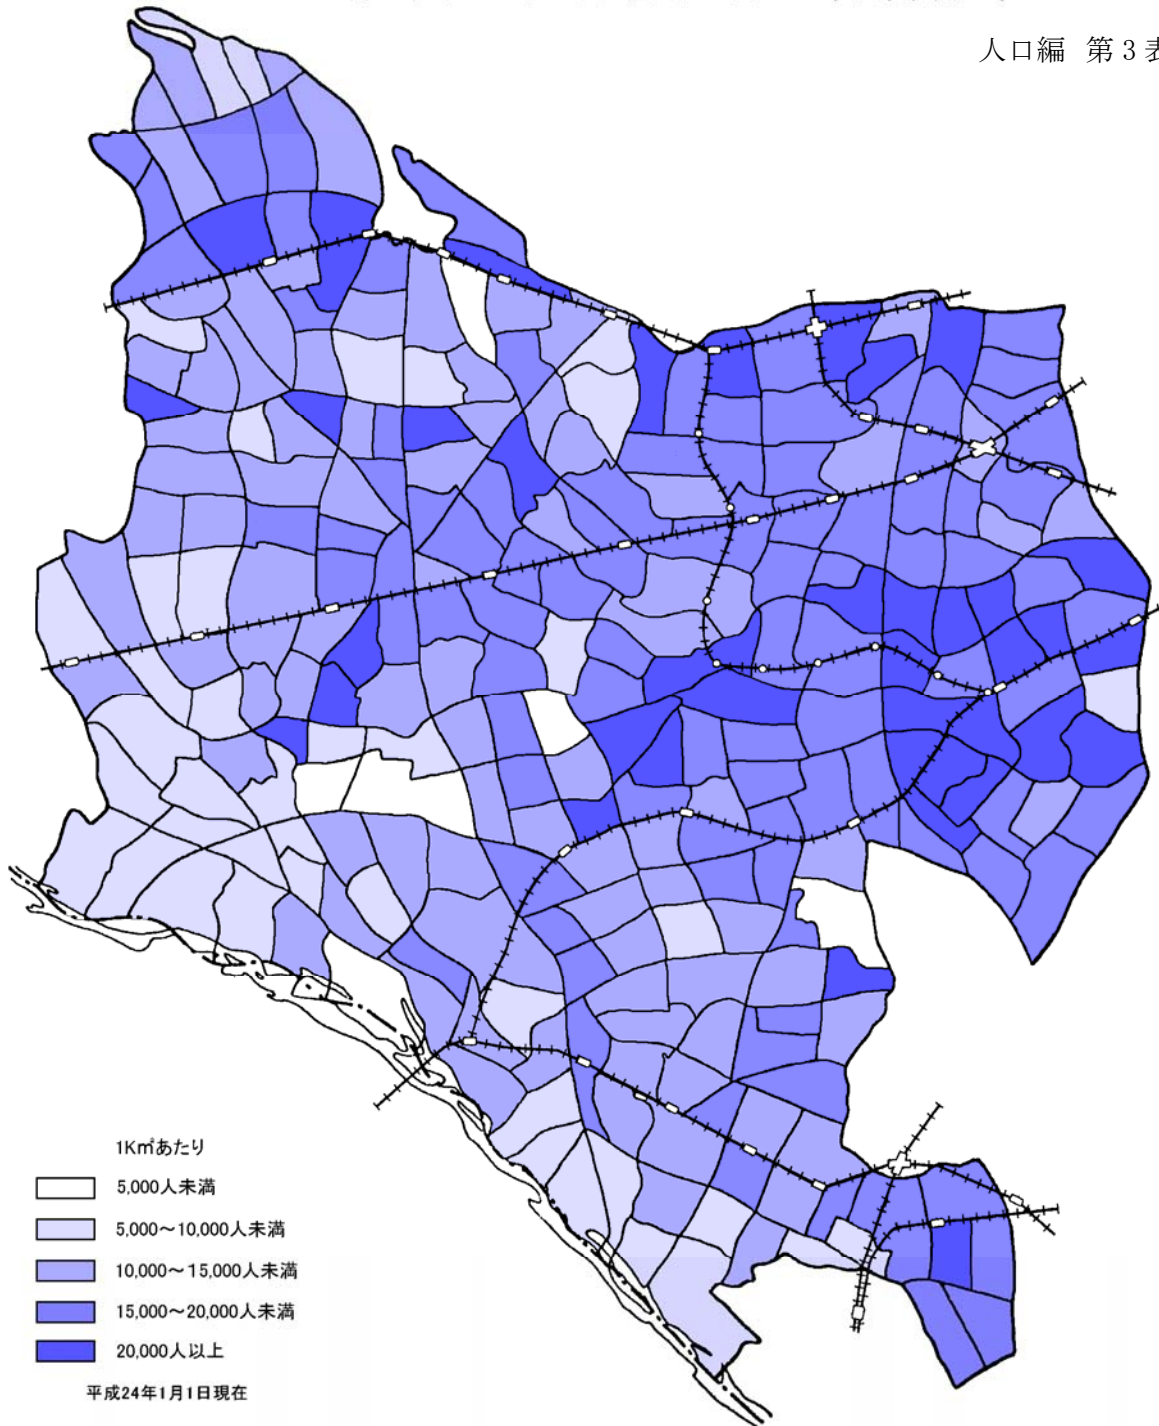 人口編 第3表
1K㎡あたり
5,000人未満
5,000～10,000人未満
10,000～15,000人未満
15,000～20,000人未満
20,000人以上
平成24年1月1日現在